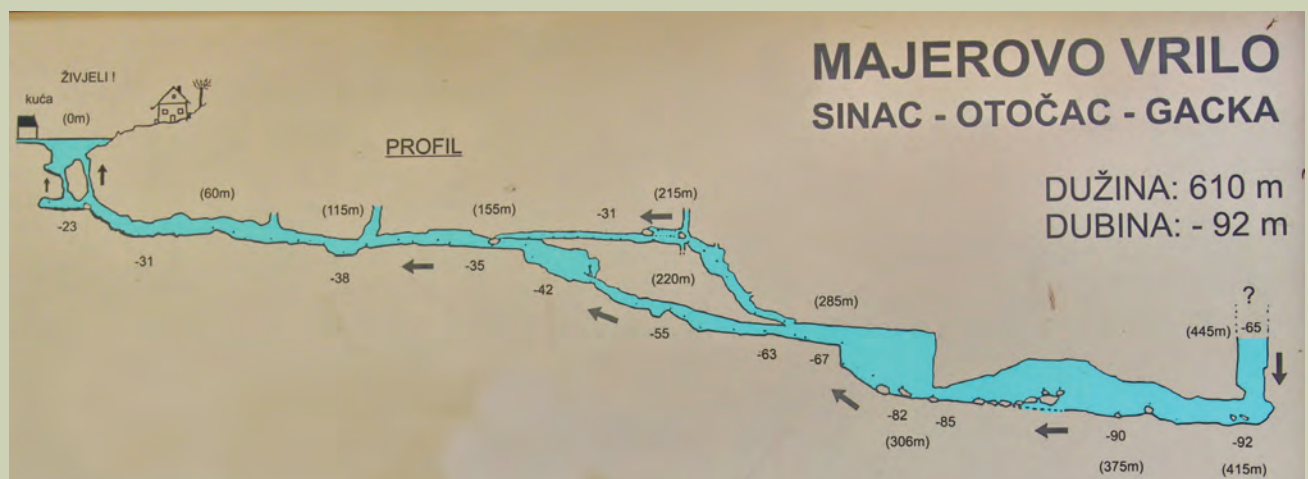 MAJEROVO VRILO
SINAC - OTOČAC - GACKA
DUŽINA: 610 m
DUBINA: - 92 m
ŽIVJELI !
kuća
(0m)
PROFIL
(60m)
(115m)
(155m)
-31
(215m)
-23
-31
-38
-35
-42
(220m)
-55
(285m)
-63
-67
-82
(306m)
-85
?
(445m)
-65
-90
(375m)
-92
(415m)